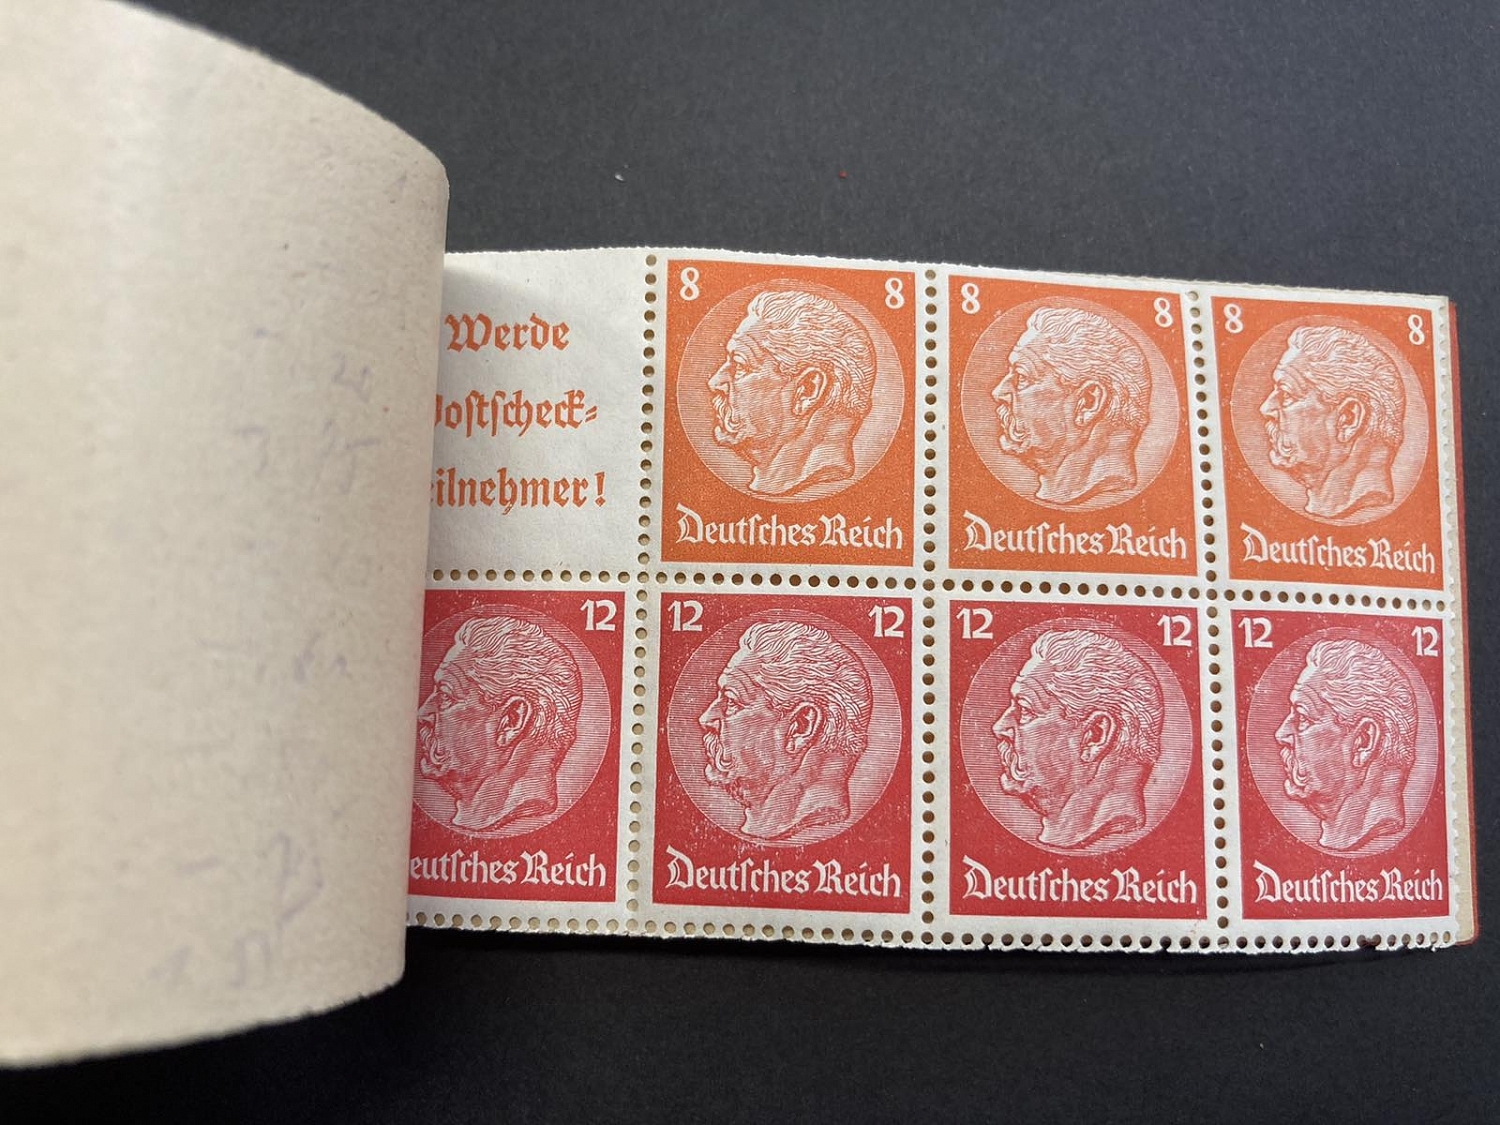 Werde
ostscheck=
eilnehmer!
8 8
Deutsches Reich
8 8
Deutsches Reich
8 8
Deutsches Reich
12
eutsches Reich
12 12
Deutsches Reich
12 12
Deutsches Reich
12 12
Deutsches Reich